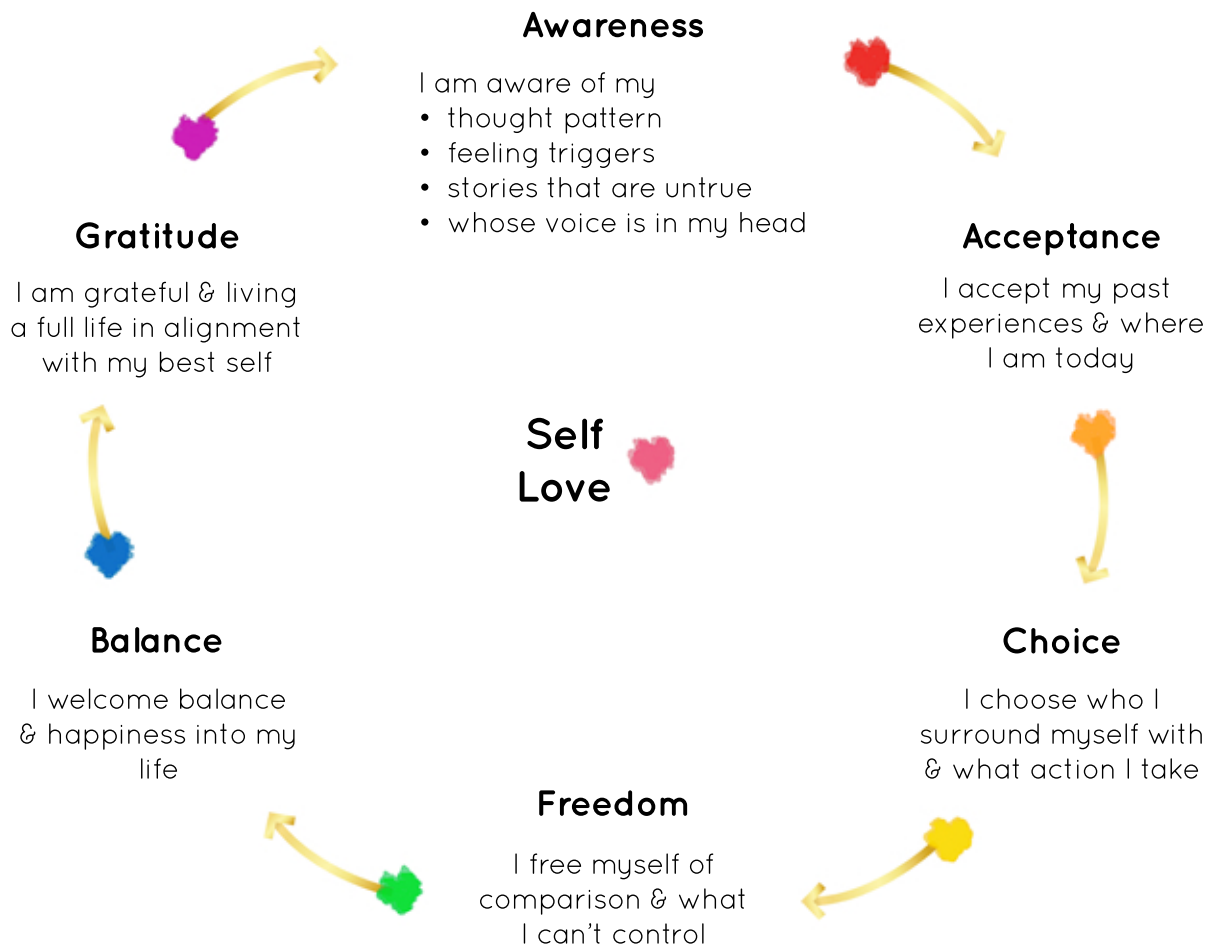 Awareness
I am aware of my
• thought pattern
• feeling triggers
• stories that are untrue
• whose voice is in my head
Acceptance
I accept my past
experiences & where
I am today
Choice
I choose who I
surround myself with
& what action I take
Freedom
I free myself of
comparison & what
I can't control
Balance
I welcome balance
& happiness into my
life
Gratitude
I am grateful & living
a full life in alignment
with my best self
Self
Love